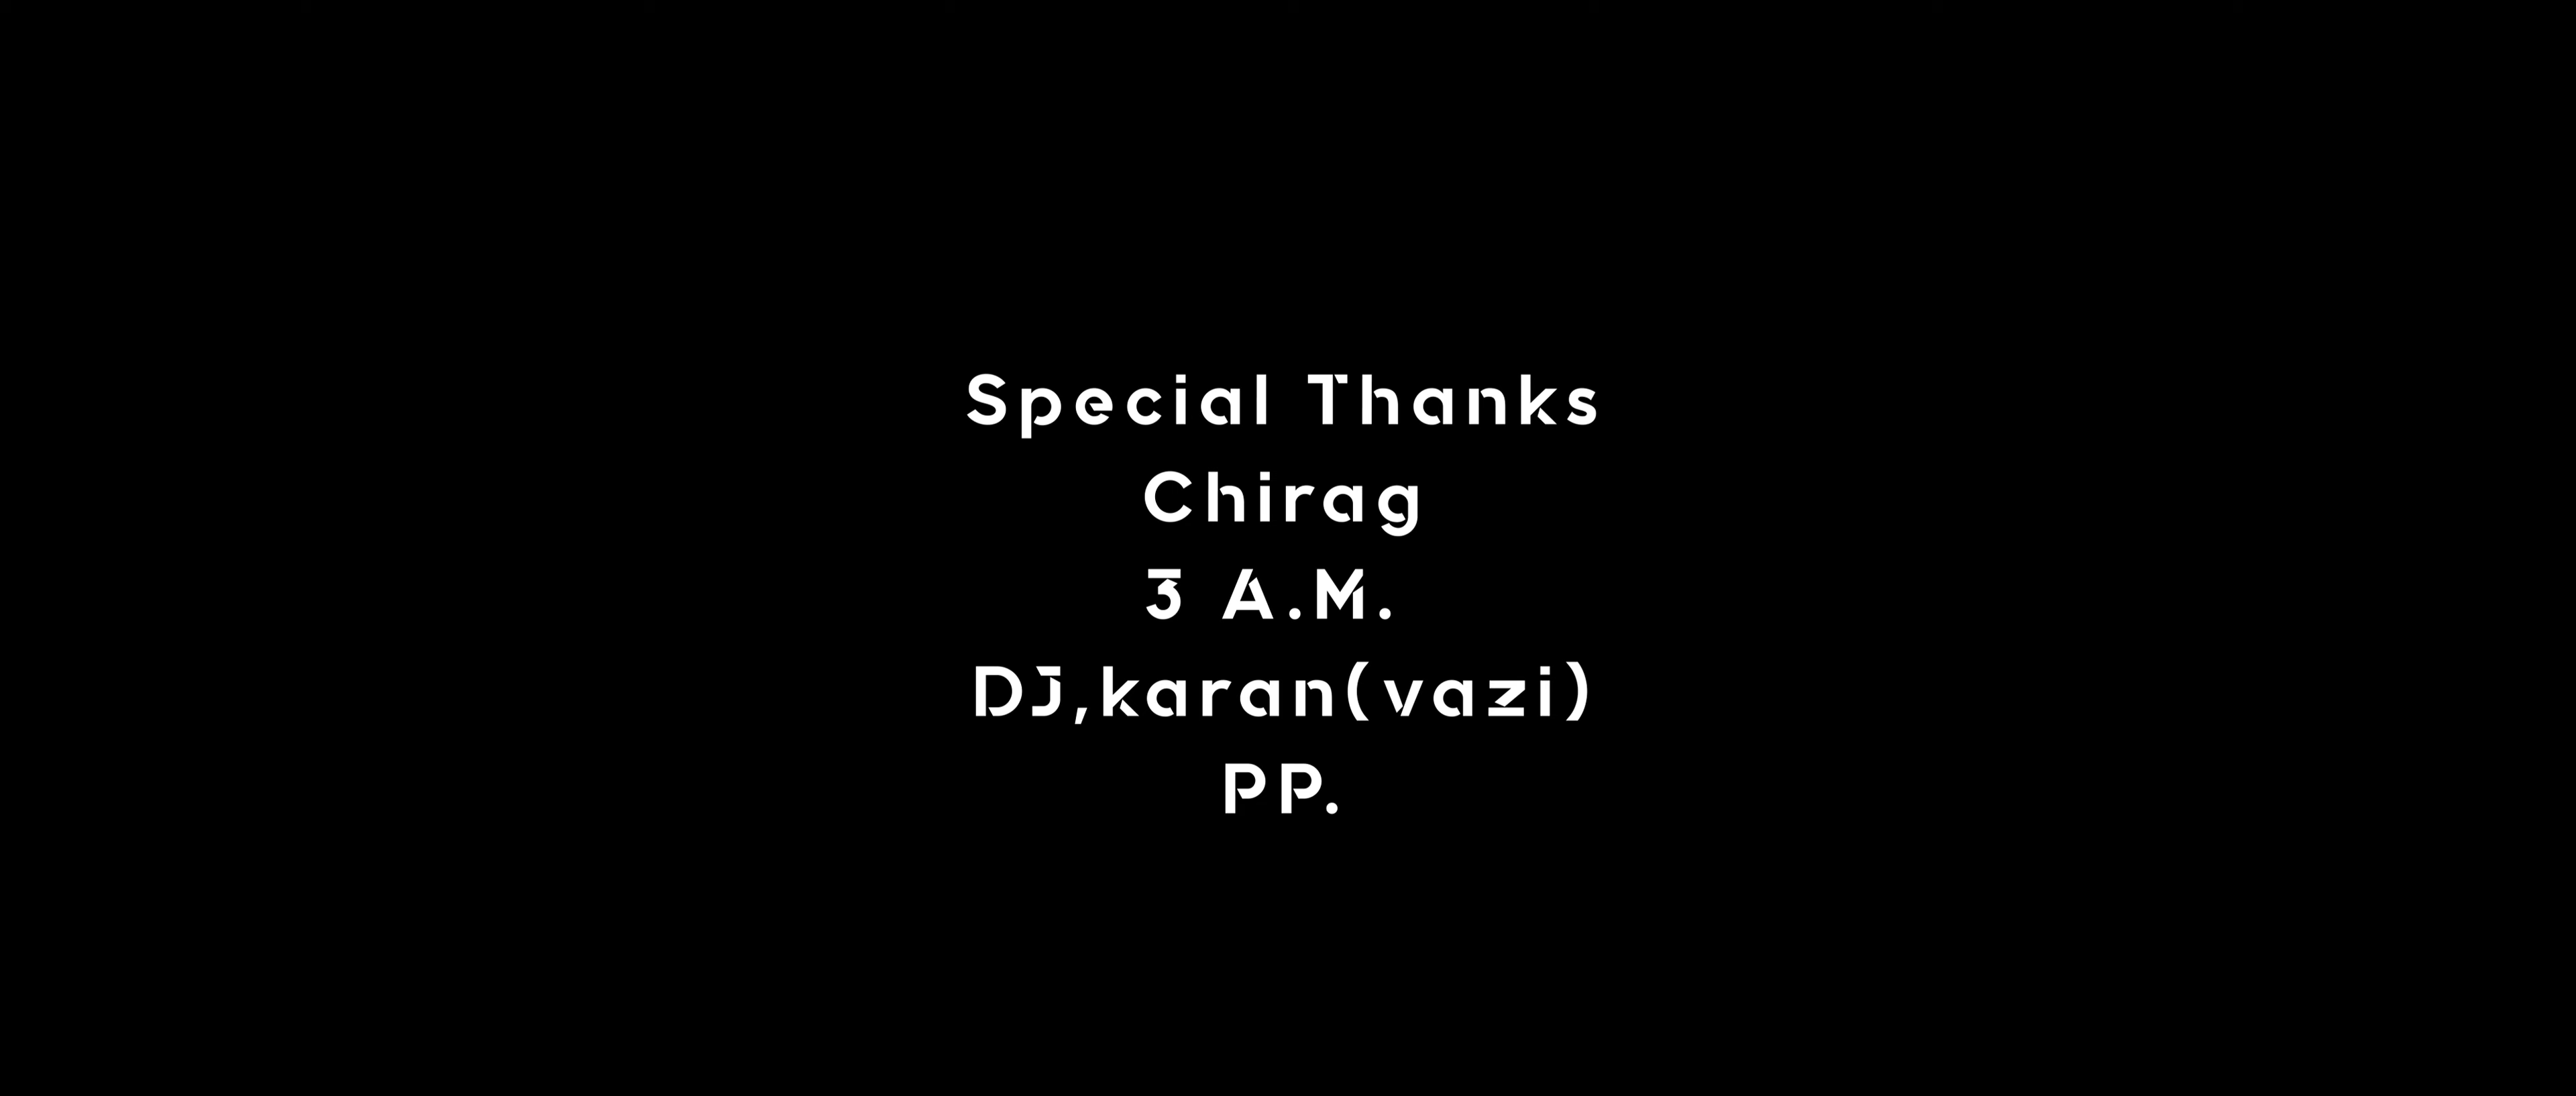 Special Thanks
Chirag
3 A.M.
DJ,karan(vazi)
PP.